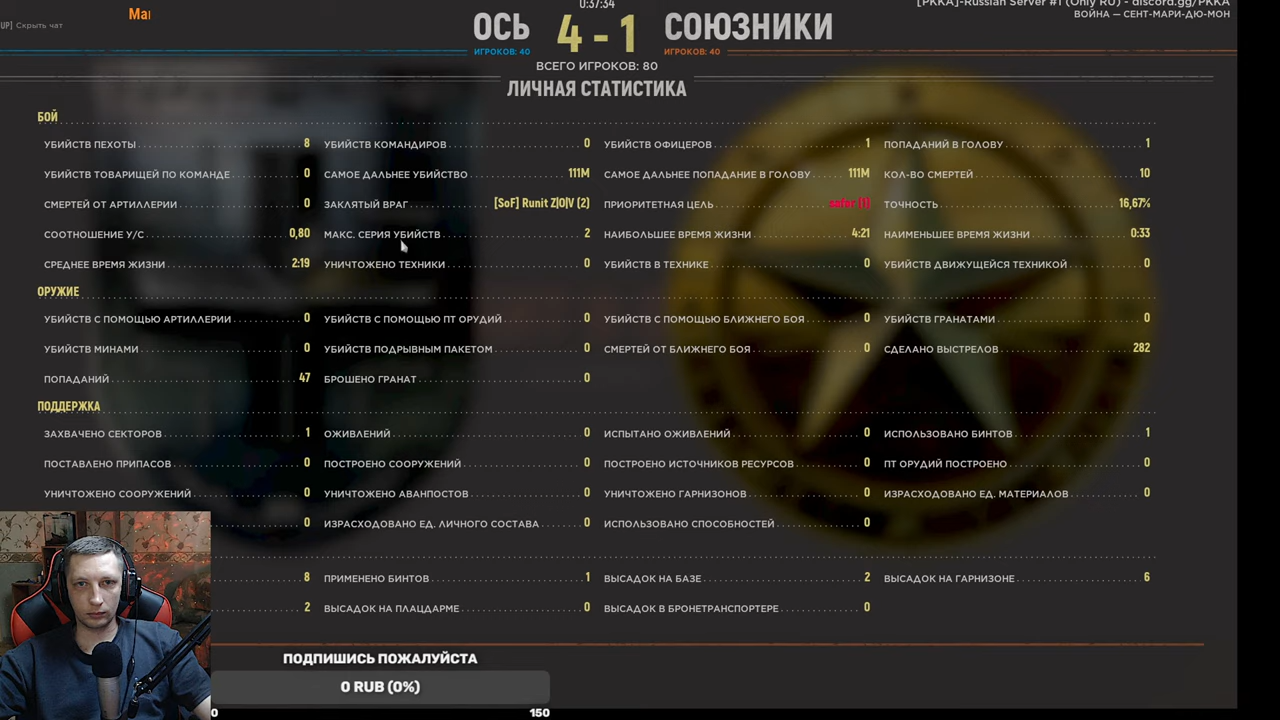 0:37:34
[РККА]-Russian Server #1 (Only RU) - discord.gg/РККА
ВОЙНА — СЕНТ-МАРИ-ДЮ-МОН
UP] Скрыть чат
Mai
ОСЬ 4 - 1 СОЮЗНИКИ
ИГРОКОВ: 40 ИГРОКОВ: 40
ВСЕГО ИГРОКОВ: 80
ЛИЧНАЯ СТАТИСТИКА
БОЙ
УБИЙСТВ ПЕХОТЫ 8 УБИЙСТВ КОМАНДИРОВ 0 УБИЙСТВ ОФИЦЕРОВ 1 ПОПАДАНИЙ В ГОЛОВУ 1
УБИЙСТВ ТОВАРИЩЕЙ ПО КОМАНДЕ 0 САМОЕ ДАЛЬНЕЕ УБИЙСТВО 111М САМОЕ ДАЛЬНЕЕ ПОПАДАНИЕ В ГОЛОВУ 111М КОЛ-ВО СМЕРТЕЙ 10
СМЕРТЕЙ ОТ АРТИЛЛЕРИИ 0 ЗАКЛЯТЫЙ ВРАГ [SoF] Runit Z|O|V (2) ПРИОРИТЕТНАЯ ЦЕЛЬ safar (1) ТОЧНОСТЬ 16,67%
СООТНОШЕНИЕ У/С 0,80 МАКС. СЕРИЯ УБИЙСТВ 2 НАИБОЛЬШЕЕ ВРЕМЯ ЖИЗНИ 4:21 НАИМЕНЬШЕЕ ВРЕМЯ ЖИЗНИ 0:33
СРЕДНЕЕ ВРЕМЯ ЖИЗНИ 2:19 УНИЧТОЖЕНО ТЕХНИКИ 0 УБИЙСТВ В ТЕХНИКЕ 0 УБИЙСТВ ДВИЖУЩЕЙСЯ ТЕХНИКОЙ 0
ОРУЖИЕ
УБИЙСТВ С ПОМОЩЬЮ АРТИЛЛЕРИИ 0 УБИЙСТВ С ПОМОЩЬЮ ПТ ОРУДИЙ 0 УБИЙСТВ С ПОМОЩЬЮ БЛИЖНЕГО БОЯ 0 УБИЙСТВ ГРАНАТАМИ 0
УБИЙСТВ МИНАМИ 0 УБИЙСТВ ПОДРЫВНЫМ ПАКЕТОМ 0 СМЕРТЕЙ ОТ БЛИЖНЕГО БОЯ 0 СДЕЛАНО ВЫСТРЕЛОВ 282
ПОПАДАНИЙ 47 БРОШЕНО ГРАНАТ 0
ПОДДЕРЖКА
ЗАХВАЧЕНО СЕКТОРОВ 1 ОЖИВЛЕНИЙ 0 ИСПЫТАНО ОЖИВЛЕНИЙ 0 ИСПОЛЬЗОВАНО БИНТОВ 1
ПОСТАВЛЕНО ПРИПАСОВ 0 ПОСТРОЕНО СООРУЖЕНИЙ 0 ПОСТРОЕНО ИСТОЧНИКОВ РЕСУРСОВ 0 ПТ ОРУДИЙ ПОСТРОЕНО 0
УНИЧТОЖЕНО СООРУЖЕНИЙ 0 УНИЧТОЖЕНО АВАНПОСТОВ 0 УНИЧТОЖЕНО ГАРНИЗОНОВ 0 ИЗРАСХОДОВАНО ЕД. МАТЕРИАЛОВ 0
0 ИЗРАСХОДОВАНО ЕД. ЛИЧНОГО СОСТАВА 0 ИСПОЛЬЗОВАНО СПОСОБНОСТЕЙ 0
8 ПРИМЕНЕНО БИНТОВ 1 ВЫСАДОК НА БАЗЕ 2 ВЫСАДОК НА ГАРНИЗОНЕ 6
2 ВЫСАДОК НА ПЛАЦДАРМЕ 0 ВЫСАДОК В БРОНЕТРАНСПОРТЕРЕ 0
ПОДПИШИСЬ ПОЖАЛУЙСТА
0 RUB (0%)
0 150